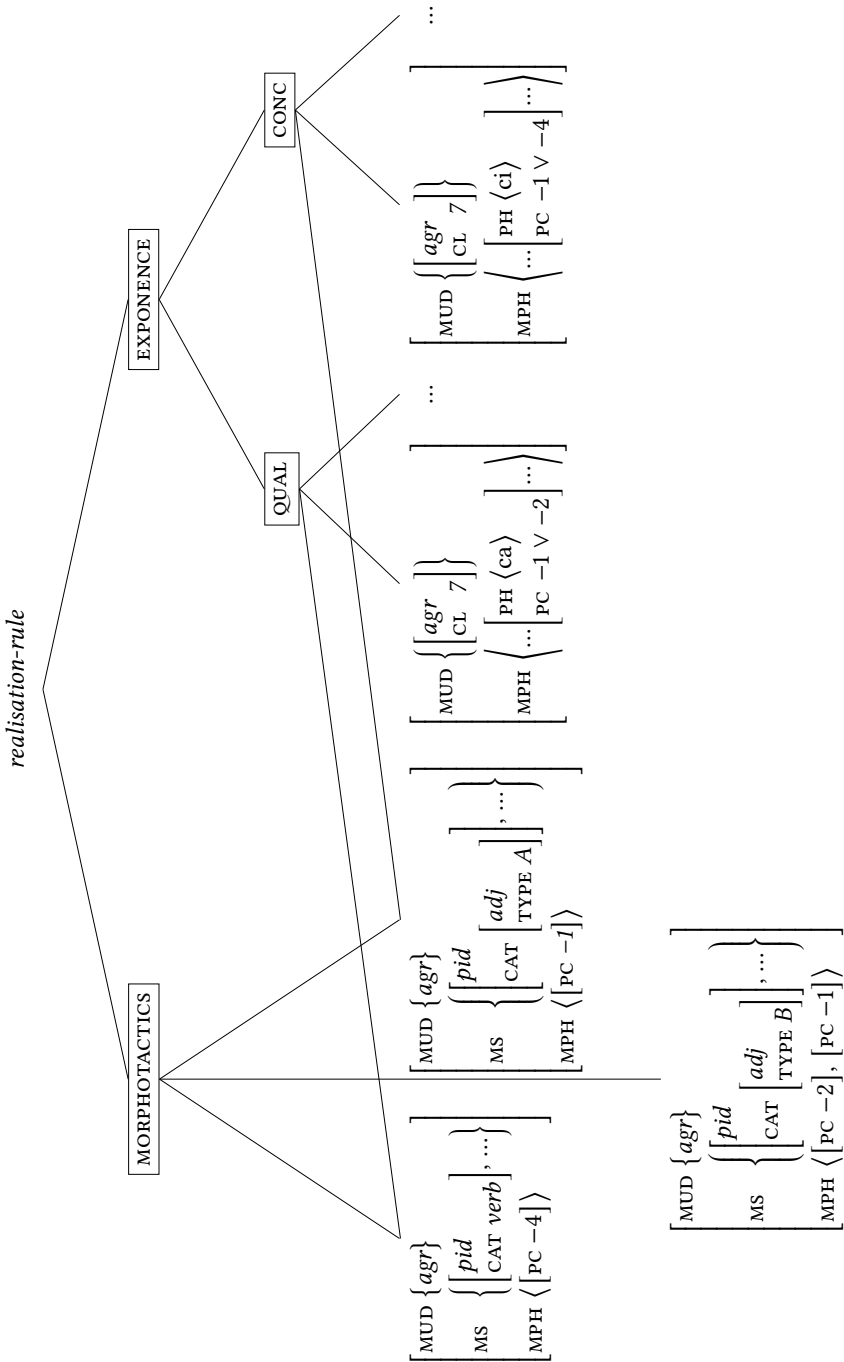 realisation-rule
MORPHOTACTICS
EXPONENCE
QUAL
CONC
[MUD {agr}
MS {[pid
CAT verb], …}
MPH ⟨[PC −4]⟩]
[MUD {agr}
MS {[pid
CAT [adj
TYPE A]], …}
MPH ⟨[PC −1]⟩]
[MUD {[agr
CL 7]}
MPH ⟨… [PH ⟨ca⟩
PC −1 ∨ −2] …⟩]
…
[MUD {[agr
CL 7]}
MPH ⟨… [PH ⟨ci⟩
PC −1 ∨ −4] …⟩]
…
[MUD {agr}
MS {[pid
CAT [adj
TYPE B]], …}
MPH ⟨[PC −2], [PC −1]⟩]